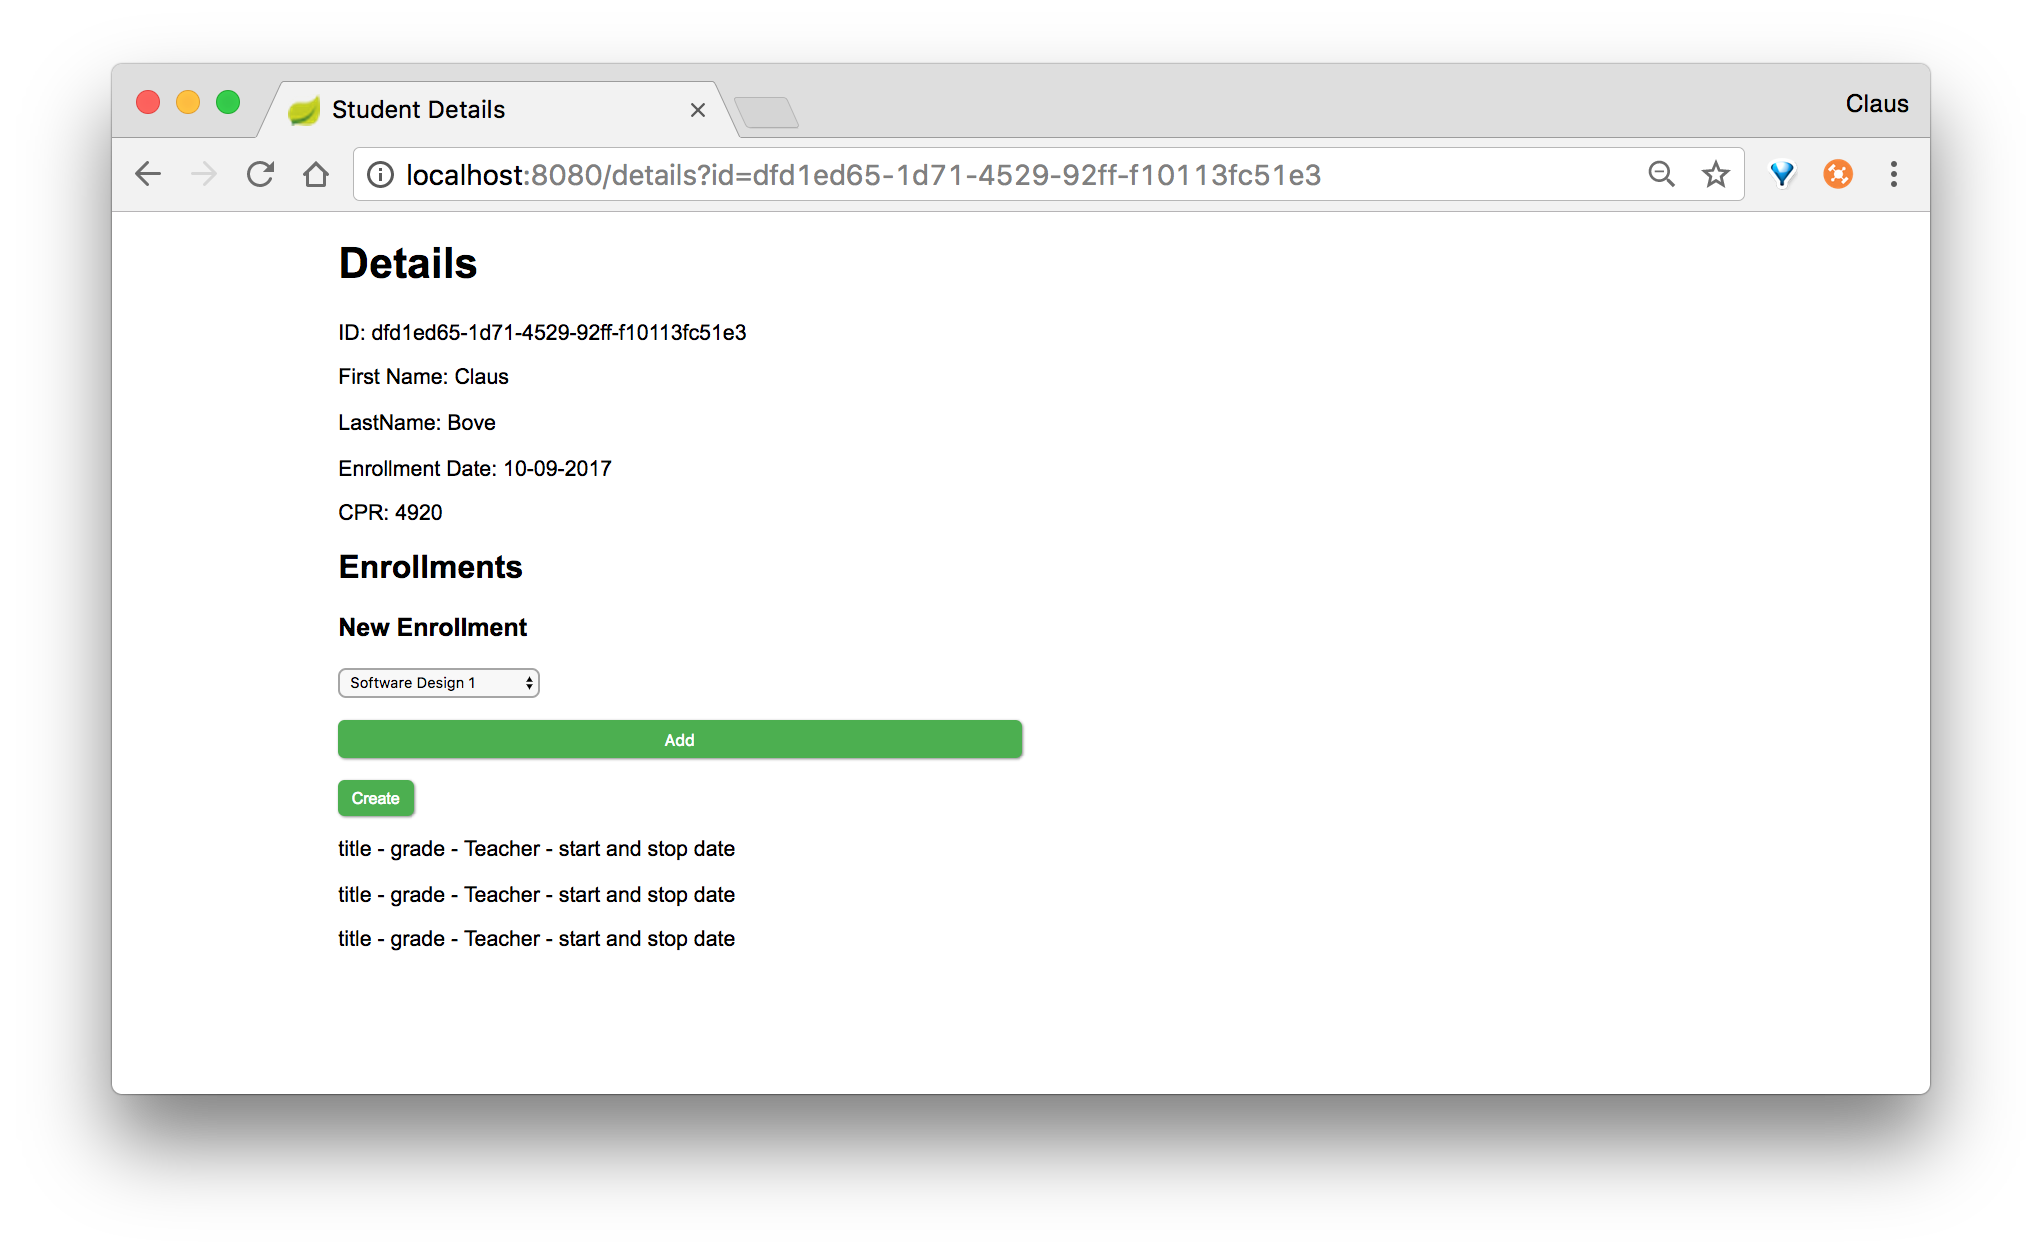 Student Details
Claus
localhost:8080/details?id=dfd1ed65-1d71-4529-92ff-f10113fc51e3
Details
ID: dfd1ed65-1d71-4529-92ff-f10113fc51e3
First Name: Claus
LastName: Bove
Enrollment Date: 10-09-2017
CPR: 4920
Enrollments
New Enrollment
Software Design 1
Add
Create
title - grade - Teacher - start and stop date
title - grade - Teacher - start and stop date
title - grade - Teacher - start and stop date